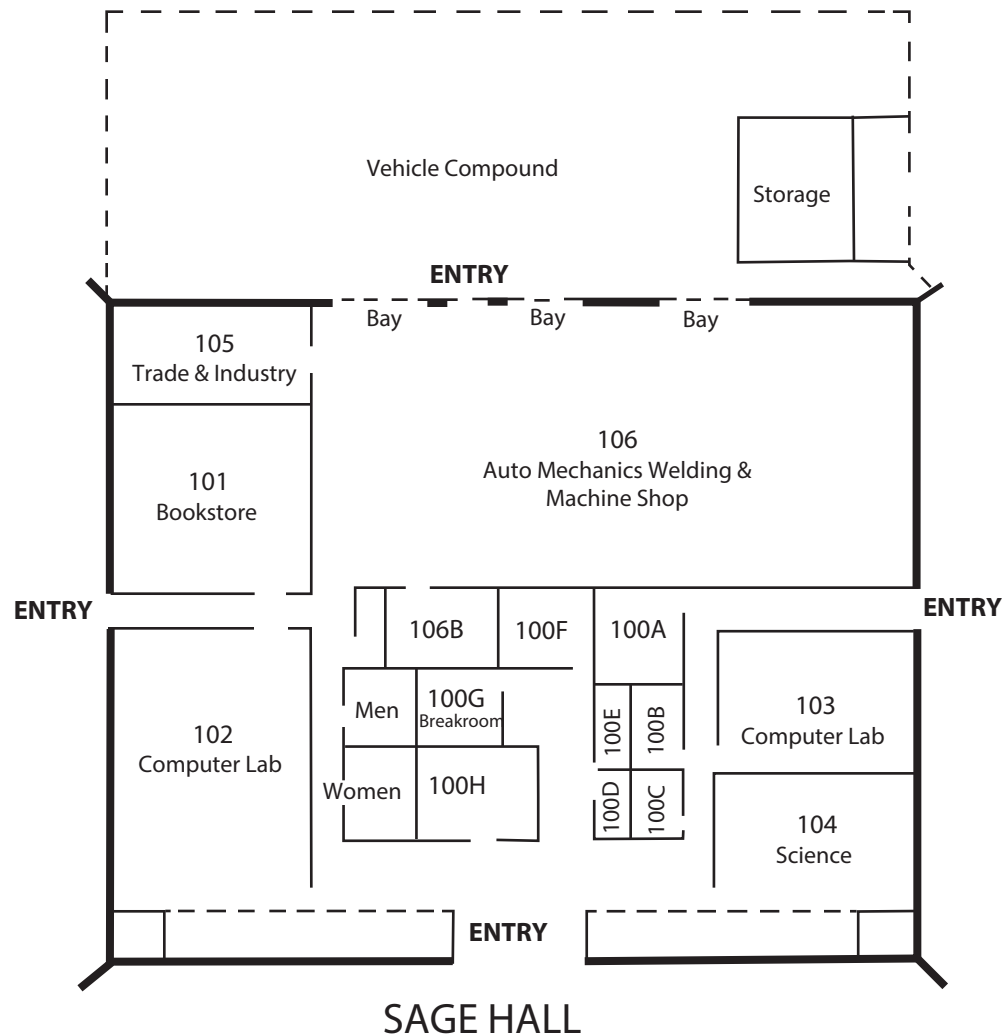 Vehicle Compound
Storage
ENTRY
Bay
Bay
Bay
105
Trade & Industry
106
Auto Mechanics Welding &
Machine Shop
101
Bookstore
ENTRY
ENTRY
106B
100F
100A
Men
100G
Breakroom
100E
100B
103
Computer Lab
102
Computer Lab
Women
100H
100D
100C
104
Science
ENTRY
SAGE HALL